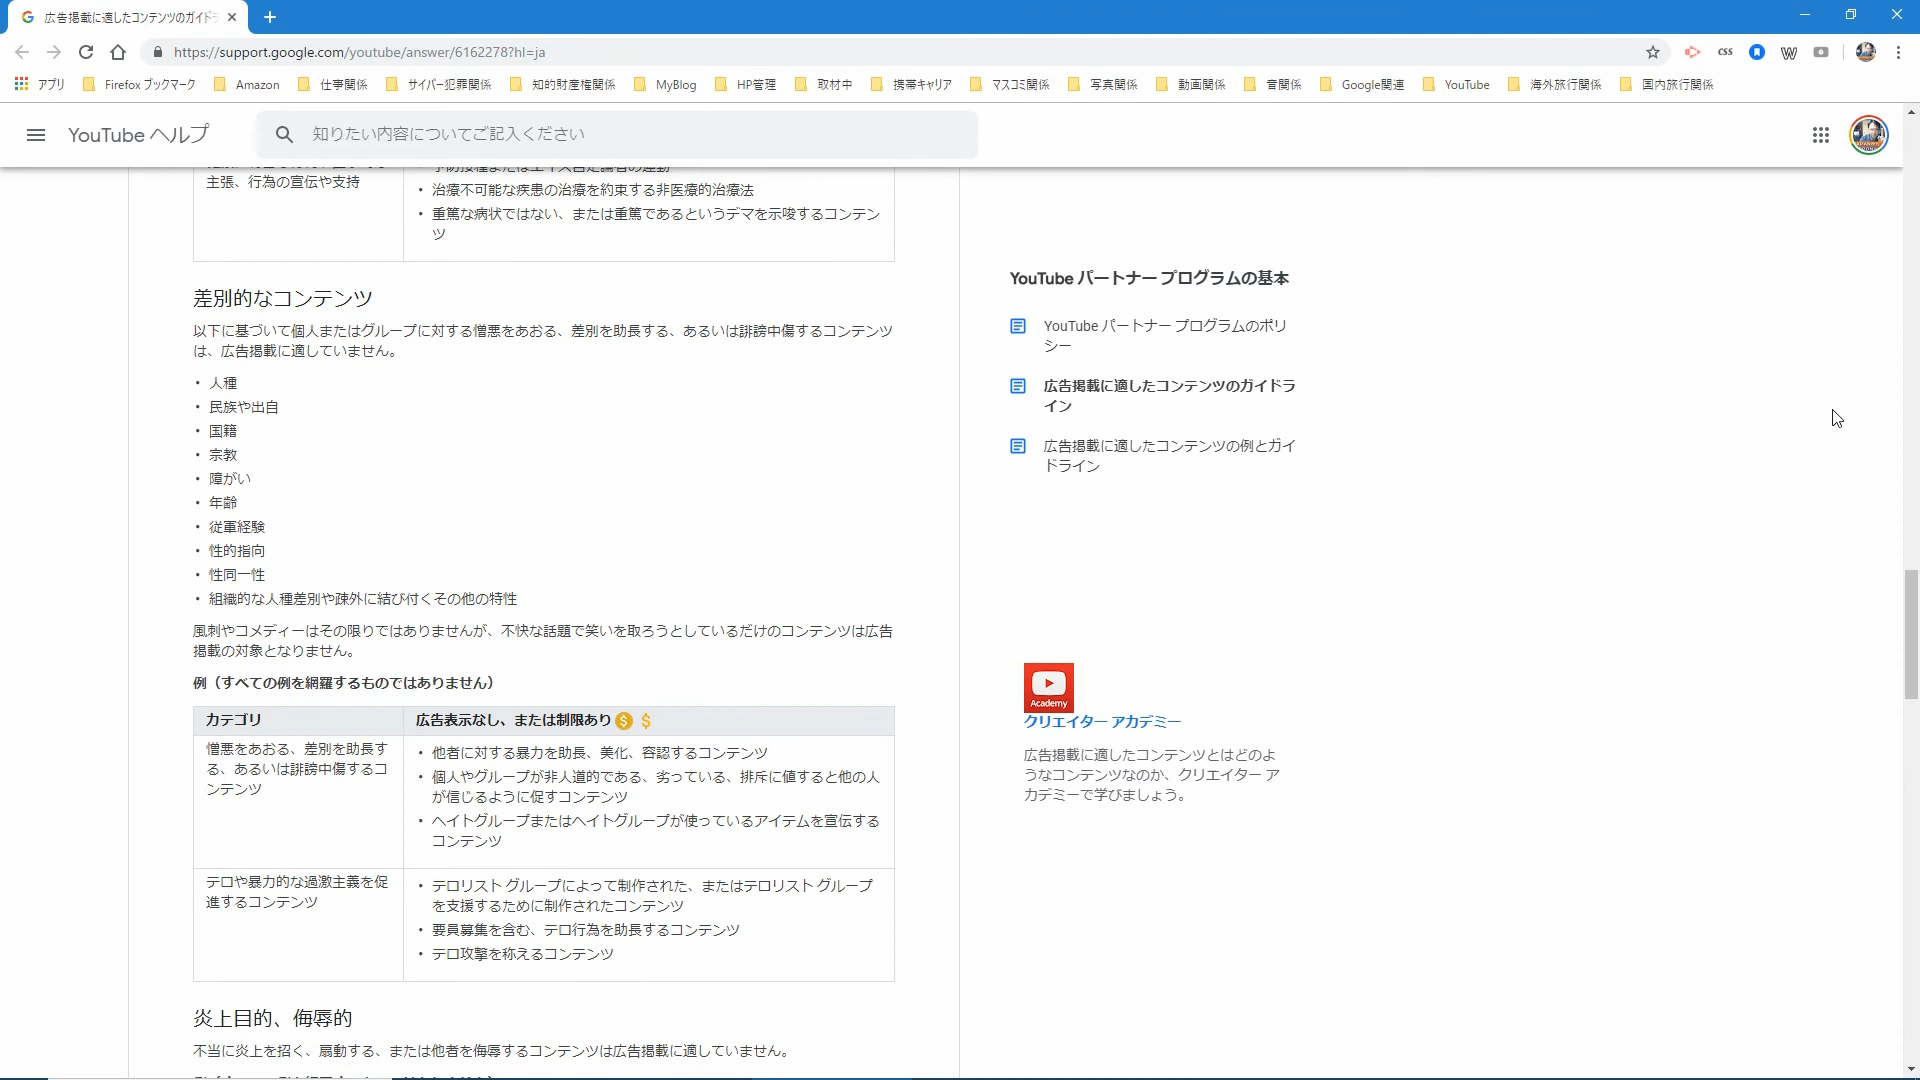 広告掲載に適したコンテンツのガイドラ
https://support.google.com/youtube/answer/6162278?hl=ja
css
アプリ Firefox ブックマーク Amazon 仕事関係 サイバー犯罪関係 知的財産権関係 MyBlog HP管理 取材中 携帯キャリア マスコミ関係 写真関係 動画関係 音関係 Google関連 YouTube 海外旅行関係 国内旅行関係
YouTube ヘルプ
知りたい内容についてご記入ください
主張、行為の宣伝や支持
• 治療不可能な疾患の治療を約束する非医療的治療法
• 重篤な病状ではない、または重篤であるというデマを示唆するコンテン
ツ
差別的なコンテンツ
以下に基づいて個人またはグループに対する憎悪をあおる、差別を助長する、あるいは誹謗中傷するコンテンツ
は、広告掲載に適していません。
• 人種
• 民族や出自
• 国籍
• 宗教
• 障がい
• 年齢
• 従軍経験
• 性的指向
• 性同一性
• 組織的な人種差別や疎外に結び付くその他の特性
風刺やコメディーはその限りではありませんが、不快な話題で笑いを取ろうとしているだけのコンテンツは広告
掲載の対象となりません。
例（すべての例を網羅するものではありません）
カテゴリ
広告表示なし、または制限あり
憎悪をあおる、差別を助長す
る、あるいは誹謗中傷するコ
ンテンツ
• 他者に対する暴力を助長、美化、容認するコンテンツ
• 個人やグループが非人道的である、劣っている、排斥に値すると他の人
が信じるように促すコンテンツ
• ヘイトグループまたはヘイトグループが使っているアイテムを宣伝する
コンテンツ
テロや暴力的な過激主義を促
進するコンテンツ
• テロリスト グループによって制作された、またはテロリスト グループ
を支援するために制作されたコンテンツ
• 要員募集を含む、テロ行為を助長するコンテンツ
• テロ攻撃を称えるコンテンツ
炎上目的、侮辱的
不当に炎上を招く、扇動する、または他者を侮辱するコンテンツは広告掲載に適していません。
YouTube パートナー プログラムの基本
YouTube パートナー プログラムのポリ
シー
広告掲載に適したコンテンツのガイドラ
イン
広告掲載に適したコンテンツの例とガイ
ドライン
Academy
クリエイター アカデミー
広告掲載に適したコンテンツとはどのよ
うなコンテンツなのか、クリエイター ア
カデミーで学びましょう。